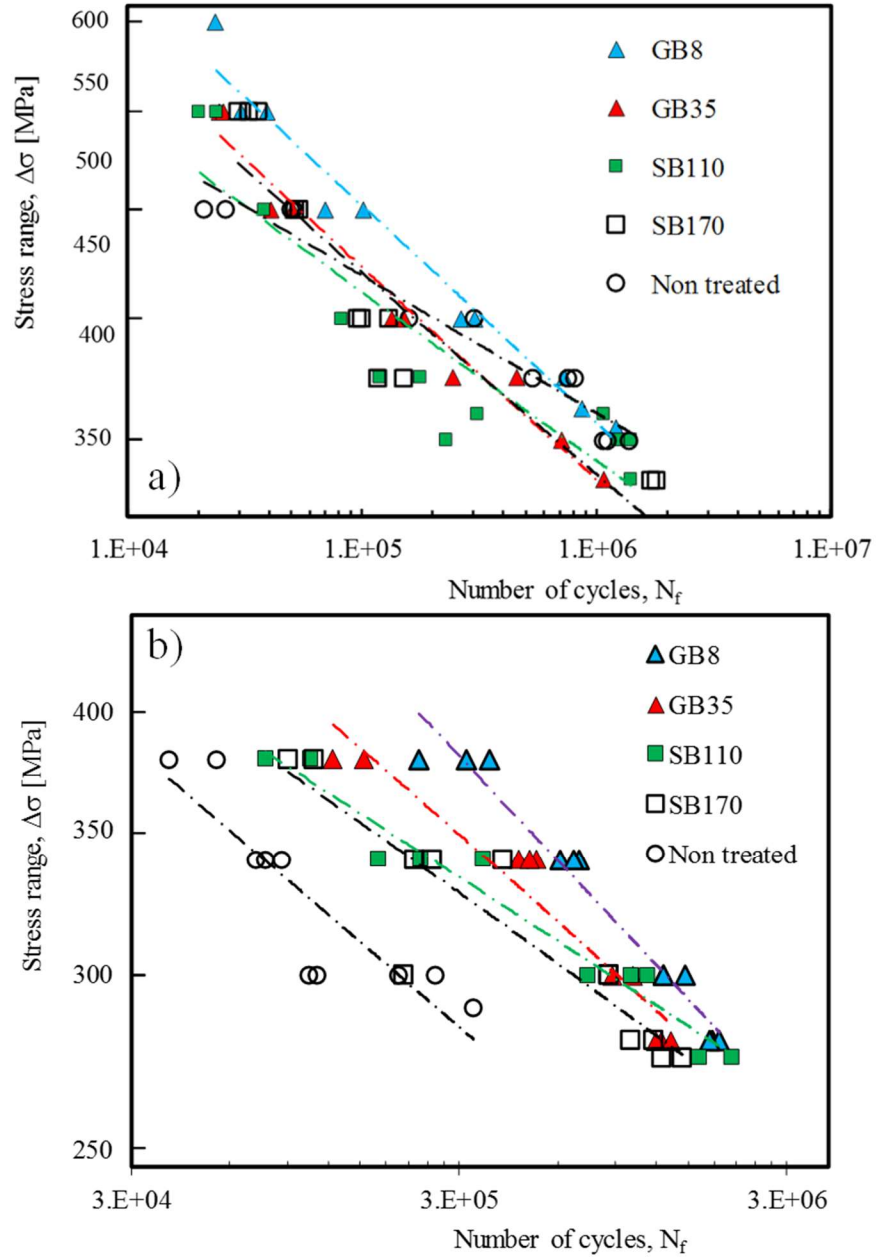 600
550
500
450
400
350
Stress range, Δσ [MPa]
GB8
GB35
SB110
SB170
Non treated
a)
1.E+04
1.E+05
1.E+06
1.E+07
Number of cycles, Nf
b)
400
350
300
250
Stress range, Δσ [MPa]
GB8
GB35
SB110
SB170
Non treated
3.E+04
3.E+05
3.E+06
Number of cycles, Nf